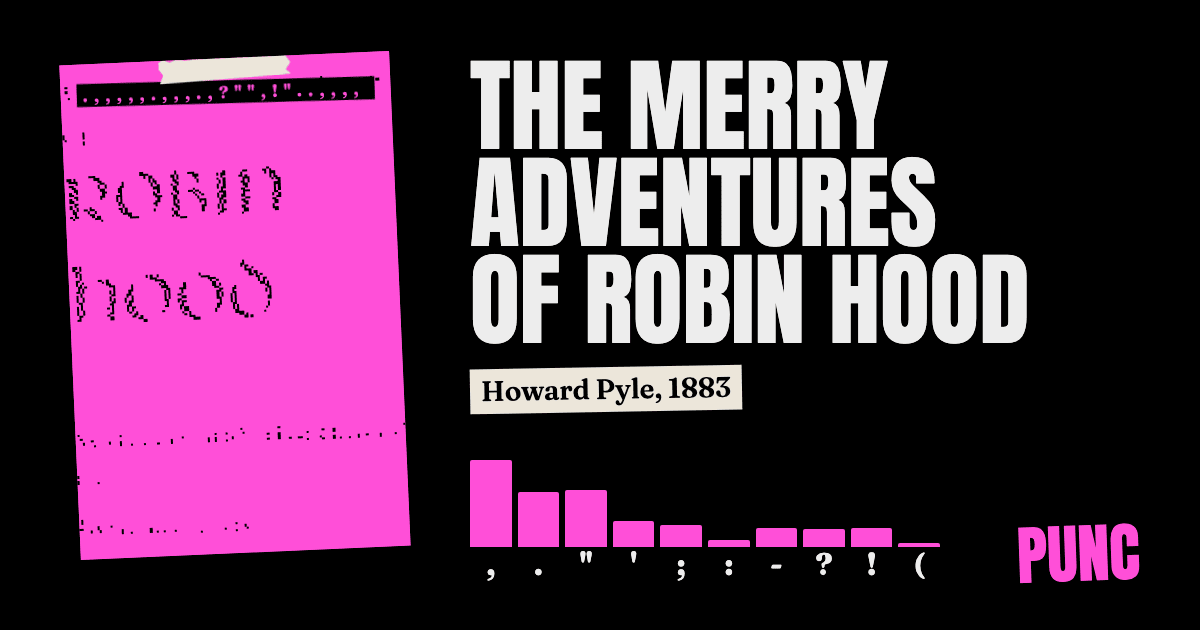 .,,,,,.,,,.,?"",!"..,,,,
ROBIN
HOOD
THE MERRY
ADVENTURES
OF ROBIN HOOD
Howard Pyle, 1883
, . " ' ; : - ? ! (
PUNC